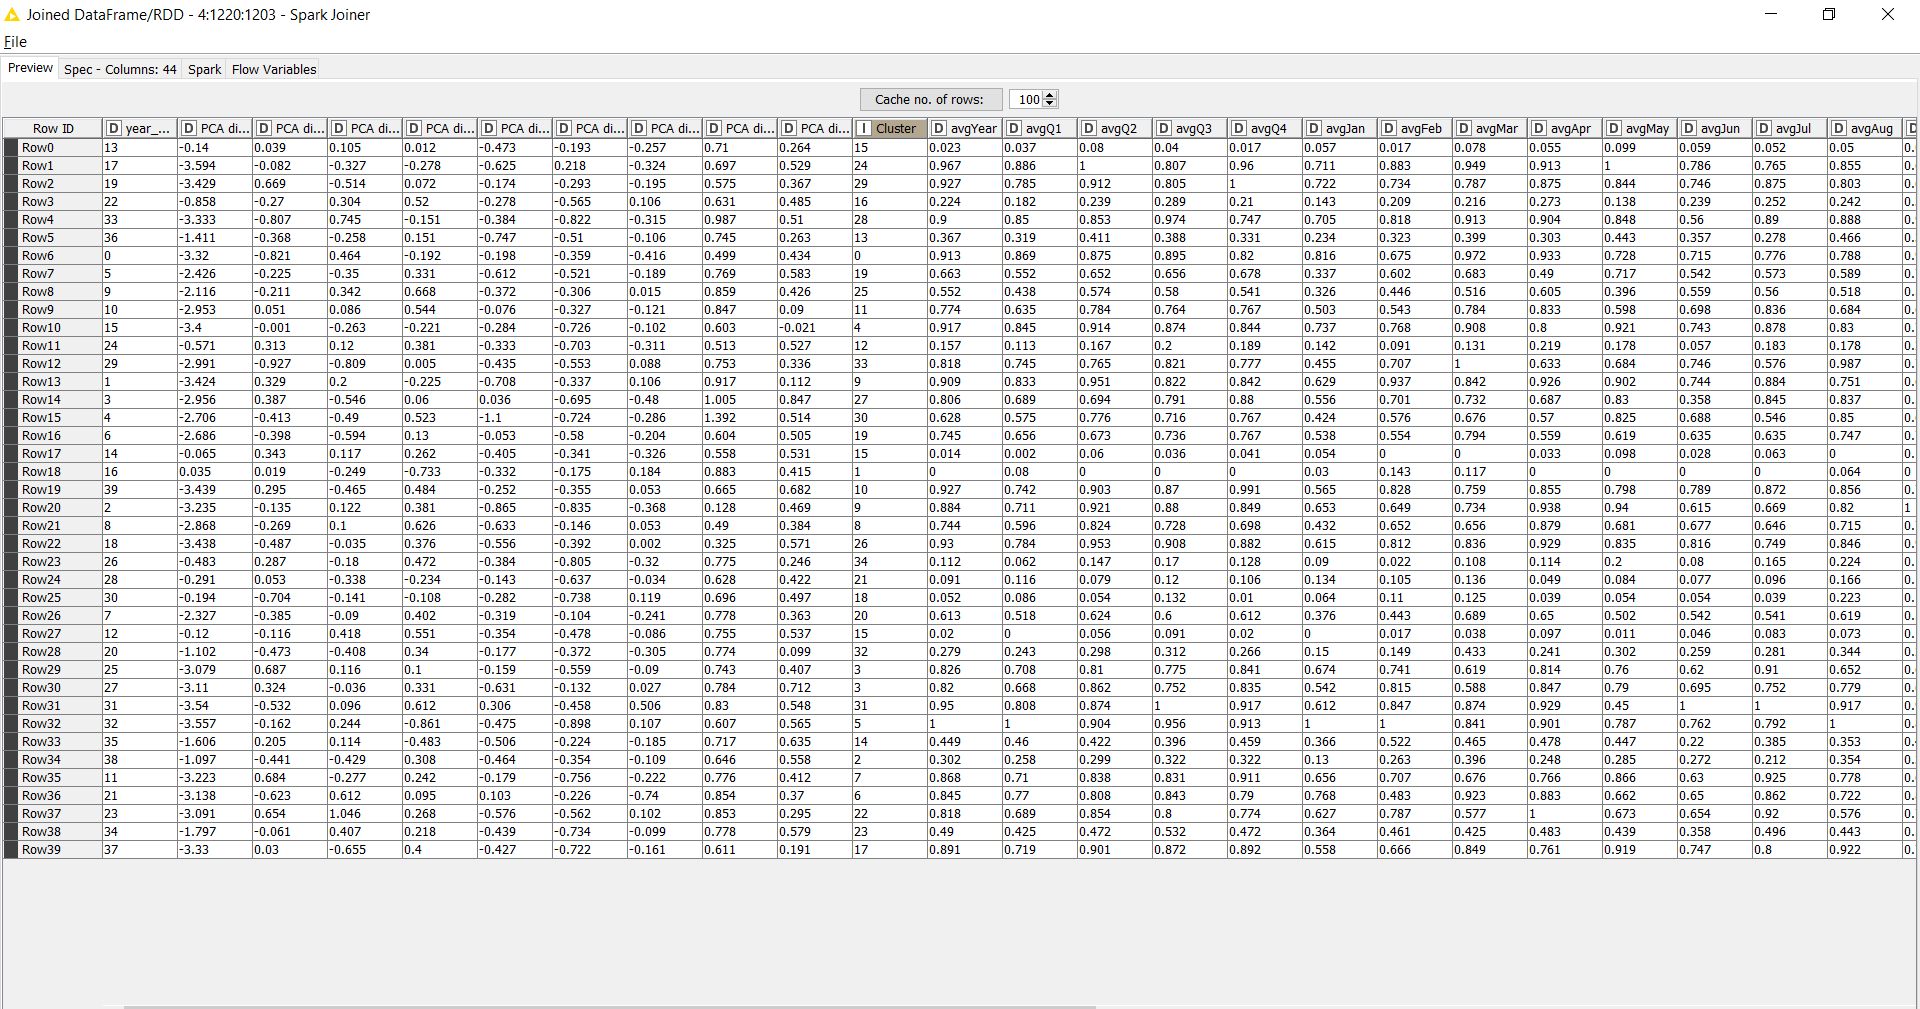 Joined DataFrame/RDD - 4:1220:1203 - Spark Joiner
File
Preview Spec - Columns: 44 Spark Flow Variables
Cache no. of rows: 100
Row ID D year_... D PCA di... D PCA di... D PCA di... D PCA di... D PCA di... D PCA di... D PCA di... D PCA di... D PCA di... I Cluster D avgYear D avgQ1 D avgQ2 D avgQ3 D avgQ4 D avgJan D avgFeb D avgMar D avgApr D avgMay D avgJun D avgJul D avgAug D
Row0 13 -0.14 0.039 0.105 0.012 -0.473 -0.193 -0.257 0.71 0.264 15 0.023 0.037 0.08 0.04 0.017 0.057 0.017 0.078 0.055 0.099 0.059 0.052 0.05 0.
Row1 17 -3.594 -0.082 -0.327 -0.278 -0.625 0.218 -0.324 0.697 0.529 24 0.967 0.886 1 0.807 0.96 0.711 0.883 0.949 0.913 1 0.786 0.765 0.855 0.
Row2 19 -3.429 0.669 -0.514 0.072 -0.174 -0.293 -0.195 0.575 0.367 29 0.927 0.785 0.912 0.805 1 0.722 0.734 0.787 0.875 0.844 0.746 0.875 0.803 0.
Row3 22 -0.858 -0.27 0.304 0.52 -0.278 -0.565 0.106 0.631 0.485 16 0.224 0.182 0.239 0.289 0.21 0.143 0.209 0.216 0.273 0.138 0.239 0.252 0.242 0.
Row4 33 -3.333 -0.807 0.745 -0.151 -0.384 -0.822 -0.315 0.987 0.51 28 0.9 0.85 0.853 0.974 0.747 0.705 0.818 0.913 0.904 0.848 0.56 0.89 0.888 0.
Row5 36 -1.411 -0.368 -0.258 0.151 -0.747 -0.51 -0.106 0.745 0.263 13 0.367 0.319 0.411 0.388 0.331 0.234 0.323 0.399 0.303 0.443 0.357 0.278 0.466 0.
Row6 0 -3.32 -0.821 0.464 -0.192 -0.198 -0.359 -0.416 0.499 0.434 0 0.913 0.869 0.875 0.895 0.82 0.816 0.675 0.972 0.933 0.728 0.715 0.776 0.788 0.
Row7 5 -2.426 -0.225 -0.35 0.331 -0.612 -0.521 -0.189 0.769 0.583 19 0.663 0.552 0.652 0.656 0.678 0.337 0.602 0.683 0.49 0.717 0.542 0.573 0.589 0.
Row8 9 -2.116 -0.211 0.342 0.668 -0.372 -0.306 0.015 0.859 0.426 25 0.552 0.438 0.574 0.58 0.541 0.326 0.446 0.516 0.605 0.396 0.559 0.56 0.518 0.
Row9 10 -2.953 0.051 0.086 0.544 -0.076 -0.327 -0.121 0.847 0.09 11 0.774 0.635 0.784 0.764 0.767 0.503 0.543 0.784 0.833 0.598 0.698 0.836 0.684 0.
Row10 15 -3.4 -0.001 -0.263 -0.221 -0.284 -0.726 -0.102 0.603 -0.021 4 0.917 0.845 0.914 0.874 0.844 0.737 0.768 0.908 0.8 0.921 0.743 0.878 0.83 0.
Row11 24 -0.571 0.313 0.12 0.381 -0.333 -0.703 -0.311 0.513 0.527 12 0.157 0.113 0.167 0.2 0.189 0.142 0.091 0.131 0.219 0.178 0.057 0.183 0.178 0.
Row12 29 -2.991 -0.927 -0.809 0.005 -0.435 -0.553 0.088 0.753 0.336 33 0.818 0.745 0.765 0.821 0.777 0.455 0.707 1 0.633 0.684 0.746 0.576 0.987 0.
Row13 1 -3.424 0.329 0.2 -0.225 -0.708 -0.337 0.106 0.917 0.112 9 0.909 0.833 0.951 0.822 0.842 0.629 0.937 0.842 0.926 0.902 0.744 0.884 0.751 0.
Row14 3 -2.956 0.387 -0.546 0.06 0.036 -0.695 -0.48 1.005 0.847 27 0.806 0.689 0.694 0.791 0.88 0.556 0.701 0.732 0.687 0.83 0.358 0.845 0.837 0.
Row15 4 -2.706 -0.413 -0.49 0.523 -1.1 -0.724 -0.286 1.392 0.514 30 0.628 0.575 0.776 0.716 0.767 0.424 0.576 0.676 0.57 0.825 0.688 0.546 0.85 0.
Row16 6 -2.686 -0.398 -0.594 0.13 -0.053 -0.58 -0.204 0.604 0.505 19 0.745 0.656 0.673 0.736 0.767 0.538 0.554 0.794 0.559 0.619 0.635 0.635 0.747 0.
Row17 14 -0.065 0.343 0.117 0.262 -0.405 -0.341 -0.326 0.558 0.531 15 0.014 0.002 0.06 0.036 0.041 0.054 0 0 0.033 0.098 0.028 0.063 0 0.
Row18 16 0.035 0.019 -0.249 -0.733 -0.332 -0.175 0.184 0.883 0.415 1 0 0.08 0 0 0 0.03 0.143 0.117 0 0 0 0 0.064 0
Row19 39 -3.439 0.295 -0.465 0.484 -0.252 -0.355 0.053 0.665 0.682 10 0.927 0.742 0.903 0.87 0.991 0.565 0.828 0.759 0.855 0.798 0.789 0.872 0.856 0.
Row20 2 -3.235 -0.135 0.122 0.381 -0.865 -0.835 -0.368 0.128 0.469 9 0.884 0.711 0.921 0.88 0.849 0.653 0.649 0.734 0.938 0.94 0.615 0.669 0.82 1
Row21 8 -2.868 -0.269 0.1 0.626 -0.633 -0.146 0.053 0.49 0.384 8 0.744 0.596 0.824 0.728 0.698 0.432 0.652 0.656 0.879 0.681 0.677 0.646 0.715 0.
Row22 18 -3.438 -0.487 -0.035 0.376 -0.556 -0.392 0.002 0.325 0.571 26 0.93 0.784 0.953 0.908 0.882 0.615 0.812 0.836 0.929 0.835 0.816 0.749 0.846 0.
Row23 26 -0.483 0.287 -0.18 0.472 -0.384 -0.805 -0.32 0.775 0.246 34 0.112 0.062 0.147 0.17 0.128 0.09 0.022 0.108 0.114 0.2 0.08 0.165 0.224 0.
Row24 28 -0.291 0.053 -0.338 -0.234 -0.143 -0.637 -0.034 0.628 0.422 21 0.091 0.116 0.079 0.12 0.106 0.134 0.105 0.136 0.049 0.084 0.077 0.096 0.166 0.
Row25 30 -0.194 -0.704 -0.141 -0.108 -0.282 -0.738 0.119 0.696 0.497 18 0.052 0.086 0.054 0.132 0.01 0.064 0.11 0.125 0.039 0.054 0.054 0.039 0.223 0.
Row26 7 -2.327 -0.385 -0.09 0.402 -0.319 -0.104 -0.241 0.778 0.363 20 0.613 0.518 0.624 0.6 0.612 0.376 0.443 0.689 0.65 0.502 0.542 0.541 0.619 0.
Row27 12 -0.12 -0.116 0.418 0.551 -0.354 -0.478 -0.086 0.755 0.537 15 0.02 0 0.056 0.091 0.02 0 0.017 0.038 0.097 0.011 0.046 0.083 0.073 0.
Row28 20 -1.102 -0.473 -0.408 0.34 -0.177 -0.372 -0.305 0.774 0.099 32 0.279 0.243 0.298 0.312 0.266 0.15 0.149 0.433 0.241 0.302 0.259 0.281 0.344 0.
Row29 25 -3.079 0.687 0.116 0.1 -0.159 -0.559 -0.09 0.743 0.407 3 0.826 0.708 0.81 0.775 0.841 0.674 0.741 0.619 0.814 0.76 0.62 0.91 0.652 0.
Row30 27 -3.11 0.324 -0.036 0.331 -0.631 -0.132 0.027 0.784 0.712 3 0.82 0.668 0.862 0.752 0.835 0.542 0.815 0.588 0.847 0.79 0.695 0.752 0.779 0.
Row31 31 -3.54 -0.532 0.096 0.612 0.306 -0.458 0.506 0.83 0.548 31 0.95 0.808 0.874 1 0.917 0.612 0.847 0.874 0.929 0.45 1 1 0.917 0.
Row32 32 -3.557 -0.162 0.244 -0.861 -0.475 -0.898 0.107 0.607 0.565 5 1 1 0.904 0.956 0.913 1 1 0.841 0.901 0.787 0.762 0.792 1 0.
Row33 35 -1.606 0.205 0.114 -0.483 -0.506 -0.224 -0.185 0.717 0.635 14 0.449 0.46 0.422 0.396 0.459 0.366 0.522 0.465 0.478 0.447 0.22 0.385 0.353 0.
Row34 38 -1.097 -0.441 -0.429 0.308 -0.464 -0.354 -0.109 0.646 0.558 2 0.302 0.258 0.299 0.322 0.322 0.13 0.263 0.396 0.248 0.285 0.272 0.212 0.354 0.
Row35 11 -3.223 0.684 -0.277 0.242 -0.179 -0.756 -0.222 0.776 0.412 7 0.868 0.71 0.838 0.831 0.911 0.656 0.707 0.676 0.766 0.866 0.63 0.925 0.778 0.
Row36 21 -3.138 -0.623 0.612 0.095 0.103 -0.226 -0.74 0.854 0.37 6 0.845 0.77 0.808 0.843 0.79 0.768 0.483 0.923 0.883 0.662 0.65 0.862 0.722 0.
Row37 23 -3.091 0.654 1.046 0.268 -0.576 -0.562 0.102 0.853 0.295 22 0.818 0.689 0.854 0.8 0.774 0.627 0.787 0.577 1 0.673 0.654 0.92 0.576 0.
Row38 34 -1.797 -0.061 0.407 0.218 -0.439 -0.734 -0.099 0.778 0.579 23 0.49 0.425 0.472 0.532 0.472 0.364 0.461 0.425 0.483 0.439 0.358 0.496 0.443 0.
Row39 37 -3.33 0.03 -0.655 0.4 -0.427 -0.722 -0.161 0.611 0.191 17 0.891 0.719 0.901 0.872 0.892 0.558 0.666 0.849 0.761 0.919 0.747 0.8 0.922 0.